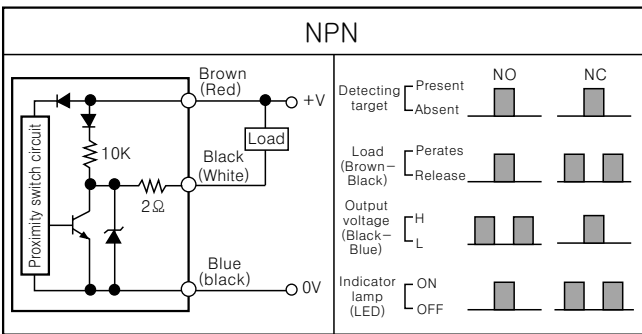 NPN
Brown
(Red)
+V
Load
10K
Black
(White)
2Ω
Proximity switch circuit
Blue
(black)
0V
NO
NC
Detecting
target
Present
Absent
Load
(Brown-
Black)
Perates
Release
Output
voltage
(Black-
Blue)
H
L
Indicator
lamp
(LED)
ON
OFF